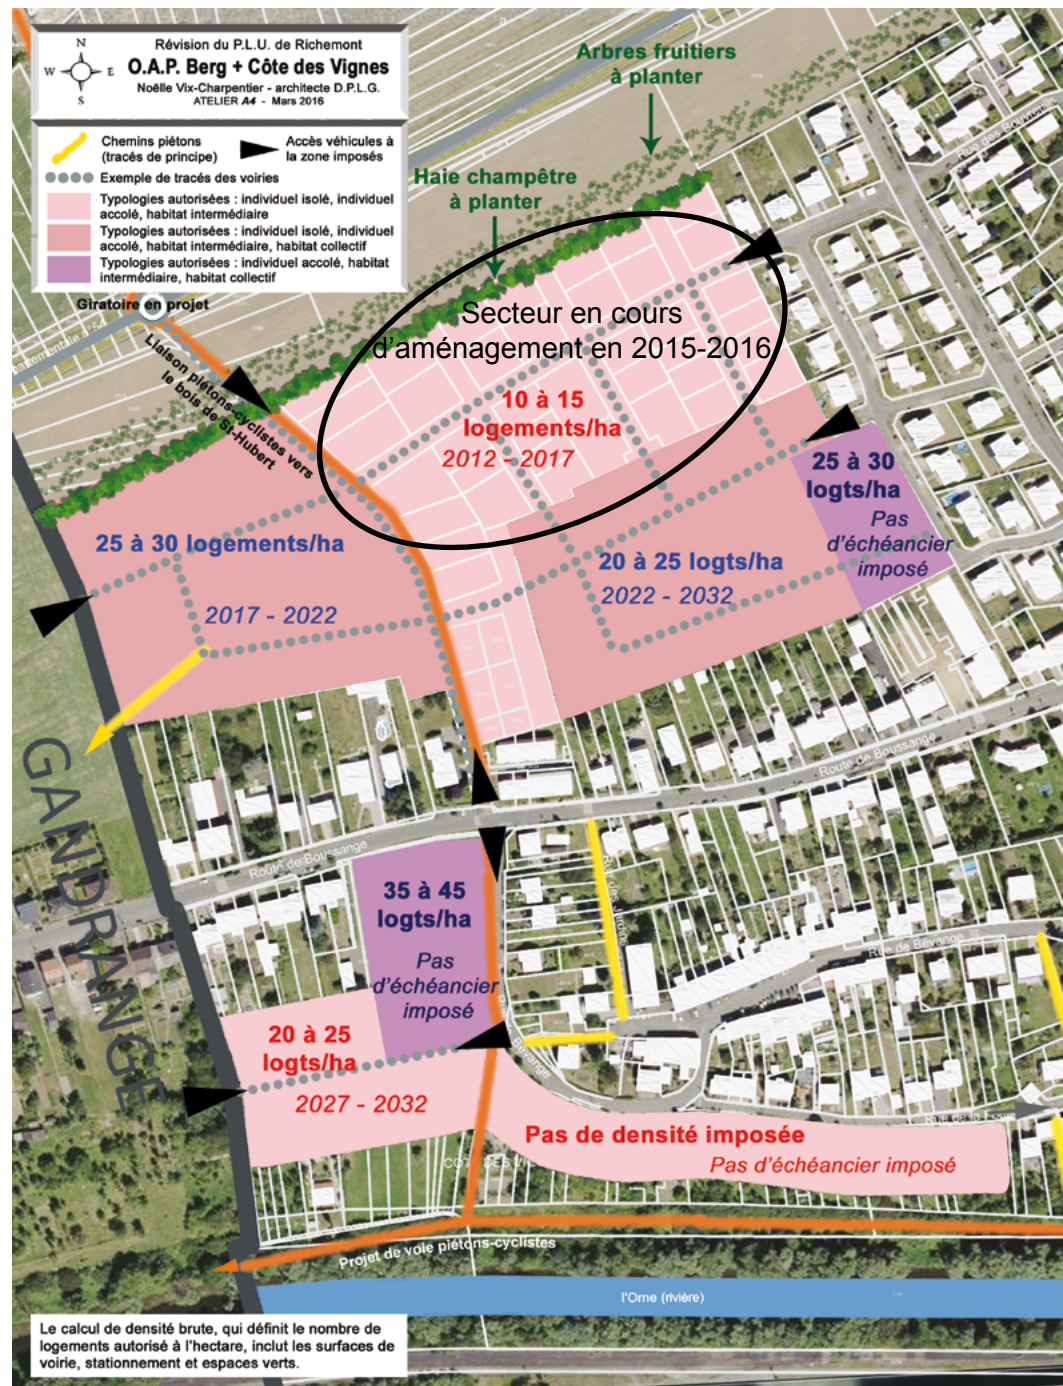 N
W E
S
Révision du P.L.U. de Richemont
O.A.P. Berg + Côte des Vignes
Noëlle Vix-Charpentier - architecte D.P.L.G.
ATELIER A4 - Mars 2016
Chemins piétons
(tracés de principe)
Accès véhicules à
la zone imposés
Exemple de tracés des voiries
Typologies autorisées : individuel isolé, individuel
accolé, habitat intermédiaire
Typologies autorisées : individuel isolé, individuel
accolé, habitat intermédiaire, habitat collectif
Typologies autorisées : individuel accolé, habitat
intermédiaire, habitat collectif
Arbres fruitiers
à planter
Haie champêtre
à planter
Giratoire en projet
Liaison piétons-cyclistes vers
le bois de St-Hubert
Secteur en cours
d'aménagement en 2015-2016
10 à 15
logements/ha
2012 - 2017
25 à 30
logts/ha
Pas
d'échéancier
imposé
25 à 30 logements/ha
2017 - 2022
20 à 25 logts/ha
2022 - 2032
GANDRANGE
Route de Boussange
Route de Boussange
35 à 45
logts/ha
Pas
d'échéancier
imposé
Rue des Jardins
Rue de Bévange
Bévange
20 à 25
logts/ha
2027 - 2032
Pas de densité imposée
Pas d'échéancier imposé
Projet de voie piétons-cyclistes
l'Orne (rivière)
Le calcul de densité brute, qui définit le nombre de
logements autorisé à l'hectare, inclut les surfaces de
voirie, stationnement et espaces verts.